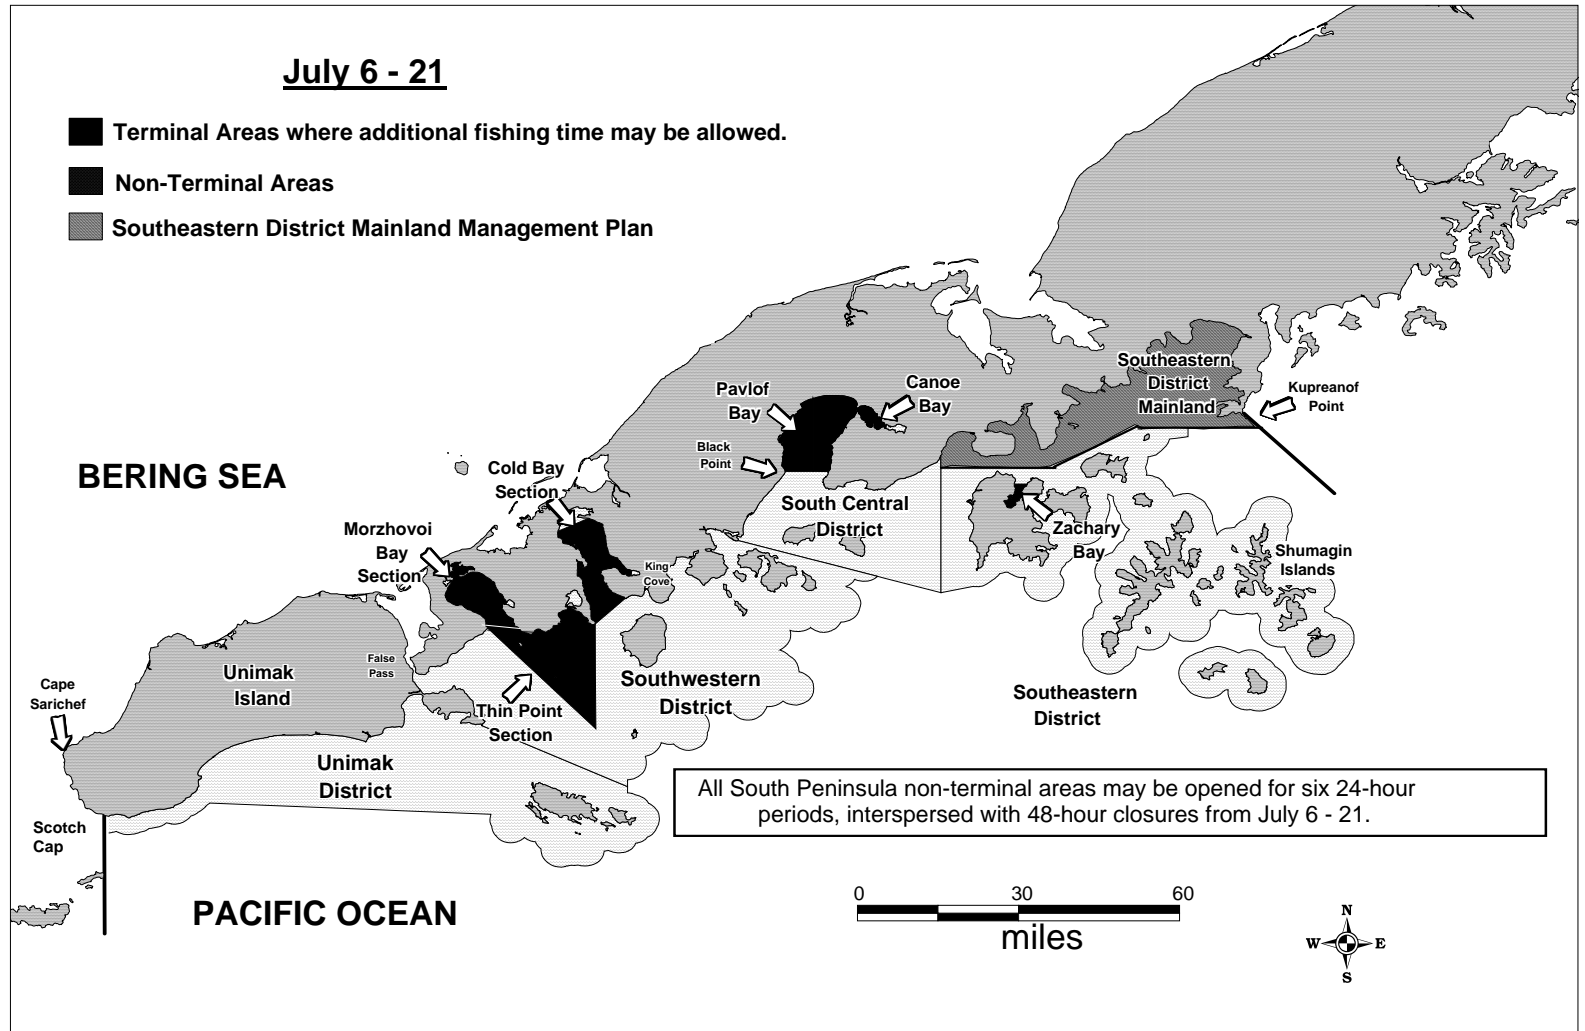 July 6 - 21
Terminal Areas where additional fishing time may be allowed.
Non-Terminal Areas
Southeastern District Mainland Management Plan
Southeastern
District
Mainland
Kupreanof
Point
Canoe
Bay
Pavlof
Bay
Black
Point
BERING SEA
Cold Bay
Section
South Central
District
Morzhovoi
Bay
Section
Zachary
Bay
Shumagin
Islands
King
Cove
False
Pass
Unimak
Island
Cape
Sarichef
Southwestern
District
Southeastern
District
Thin Point
Section
Unimak
District
All South Peninsula non-terminal areas may be opened for six 24-hour
periods, interspersed with 48-hour closures from July 6 - 21.
Scotch
Cap
PACIFIC OCEAN
0 30 60
miles
N
W E
S